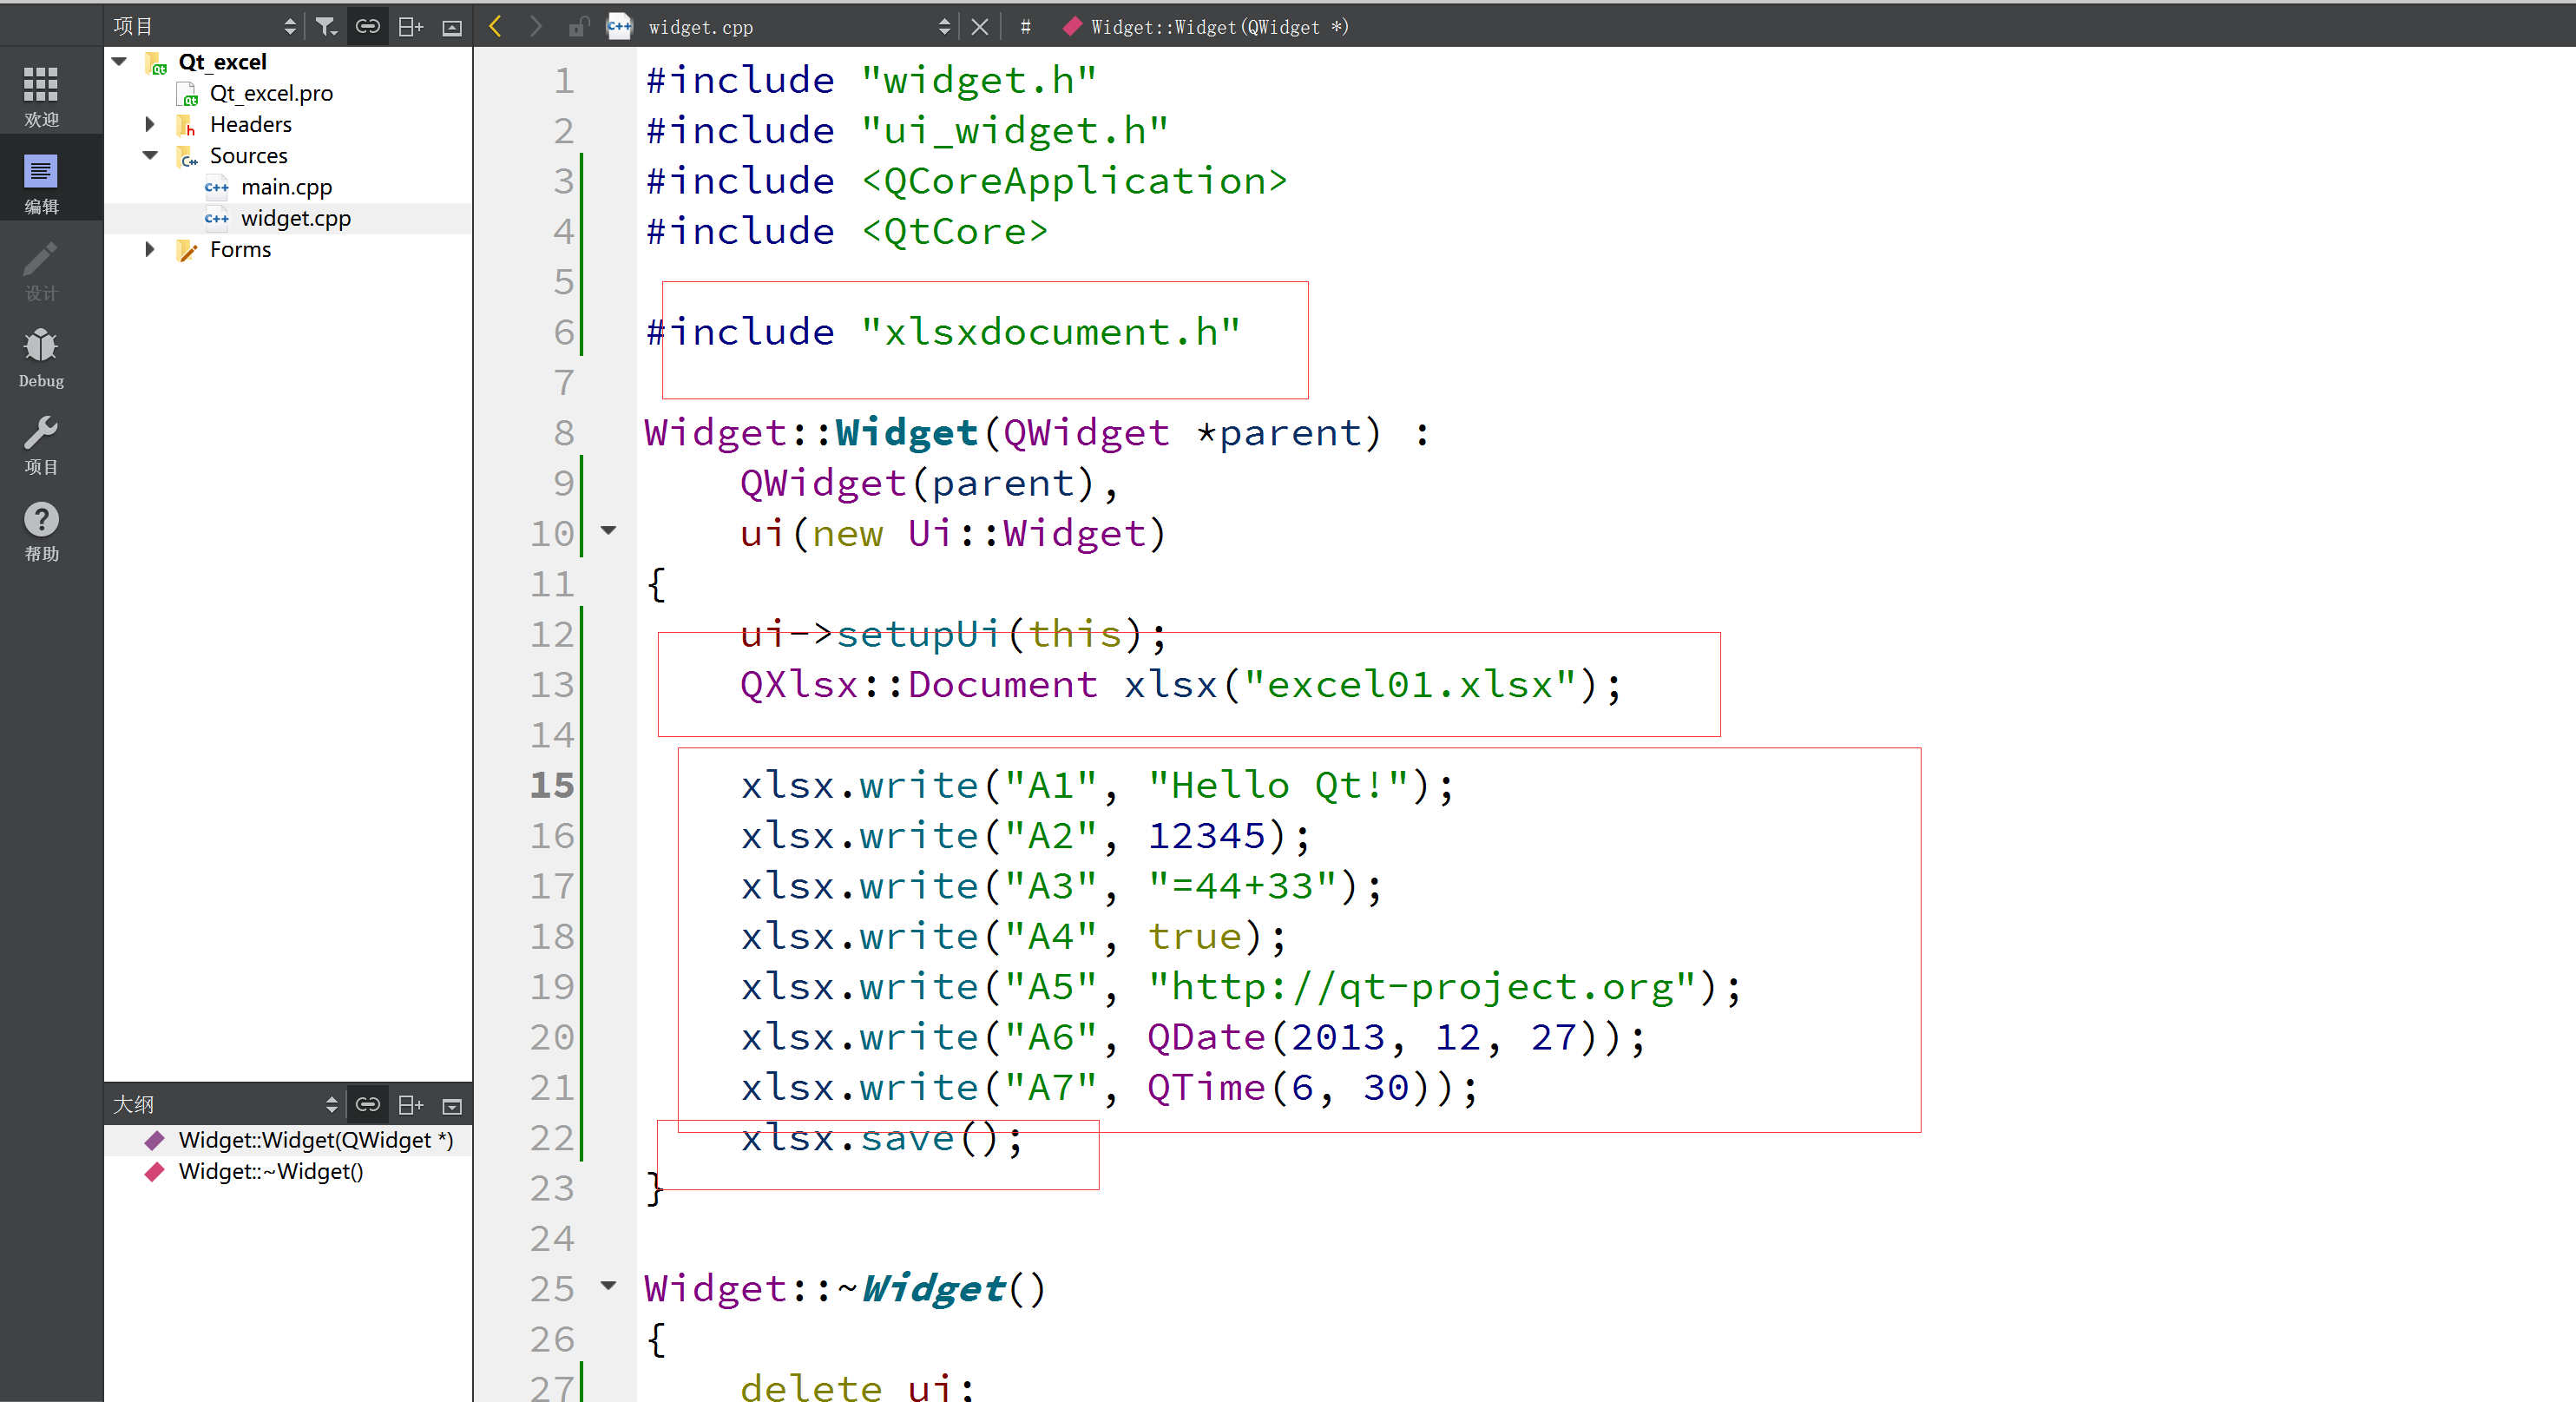 项目
widget.cpp
#
Widget::Widget(QWidget *)
欢迎
编辑
设计
Debug
项目
帮助
Qt_excel
Qt_excel.pro
Headers
Sources
main.cpp
widget.cpp
Forms
大纲
Widget::Widget(QWidget *)
Widget::~Widget()
1 #include "widget.h"
2 #include "ui_widget.h"
3 #include <QCoreApplication>
4 #include <QtCore>
5
6 #include "xlsxdocument.h"
7
8 Widget::Widget(QWidget *parent) :
9 QWidget(parent),
10 ui(new Ui::Widget)
11 {
12 ui->setupUi(this);
13 QXlsx::Document xlsx("excel01.xlsx");
14
15 xlsx.write("A1", "Hello Qt!");
16 xlsx.write("A2", 12345);
17 xlsx.write("A3", "=44+33");
18 xlsx.write("A4", true);
19 xlsx.write("A5", "http://qt-project.org");
20 xlsx.write("A6", QDate(2013, 12, 27));
21 xlsx.write("A7", QTime(6, 30));
22 xlsx.save();
23 }
24
25 Widget::~Widget()
26 {
27 delete ui;